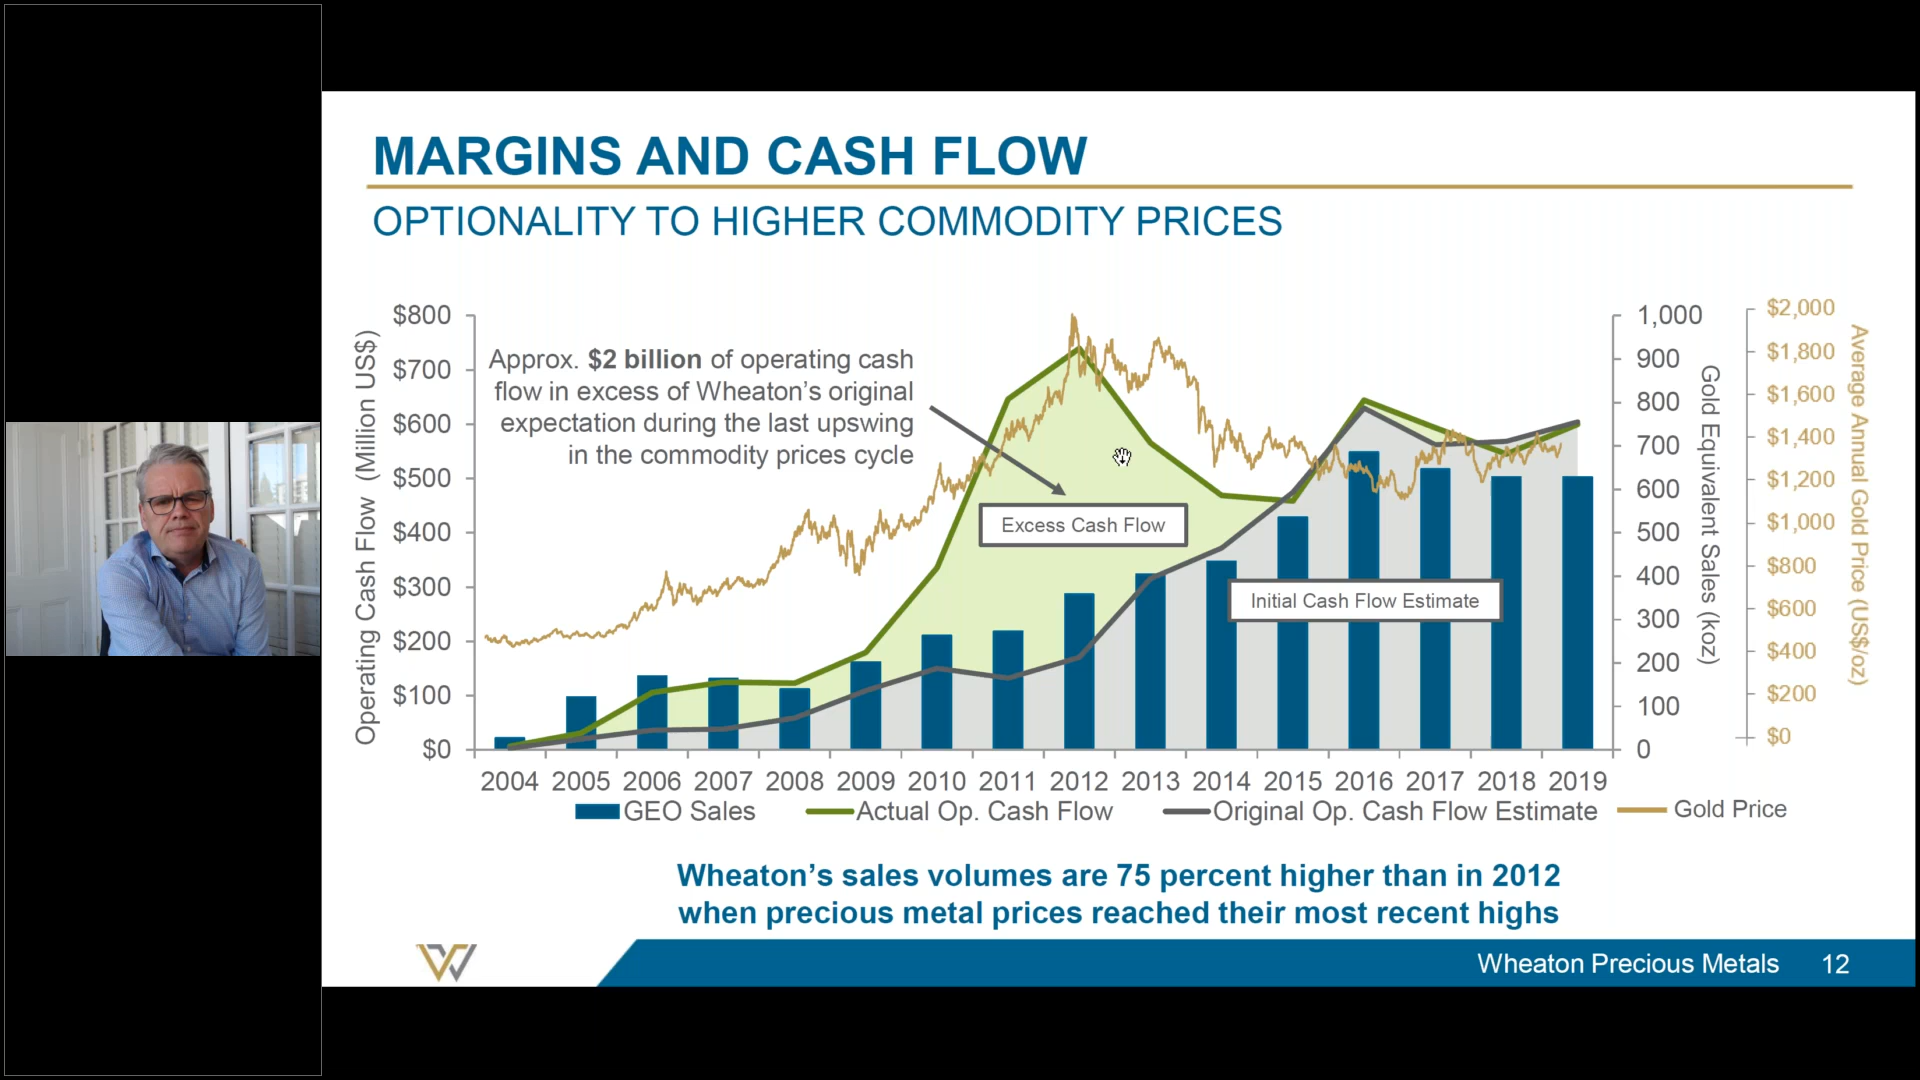 MARGINS AND CASH FLOW
OPTIONALITY TO HIGHER COMMODITY PRICES
Operating Cash Flow (Million US$)
$800
$700
$600
$500
$400
$300
$200
$100
$0
Approx. $2 billion of operating cash
flow in excess of Wheaton's original
expectation during the last upswing
in the commodity prices cycle
Excess Cash Flow
Initial Cash Flow Estimate
1,000
900
800
700
600
500
400
300
200
100
0
Gold Equivalent Sales (koz)
$2,000
$1,800
$1,600
$1,400
$1,200
$1,000
$800
$600
$400
$200
$0
Average Annual Gold Price (US$/oz)
2004 2005 2006 2007 2008 2009 2010 2011 2012 2013 2014 2015 2016 2017 2018 2019
GEO Sales Actual Op. Cash Flow Original Op. Cash Flow Estimate Gold Price
Wheaton's sales volumes are 75 percent higher than in 2012
when precious metal prices reached their most recent highs
Wheaton Precious Metals 12